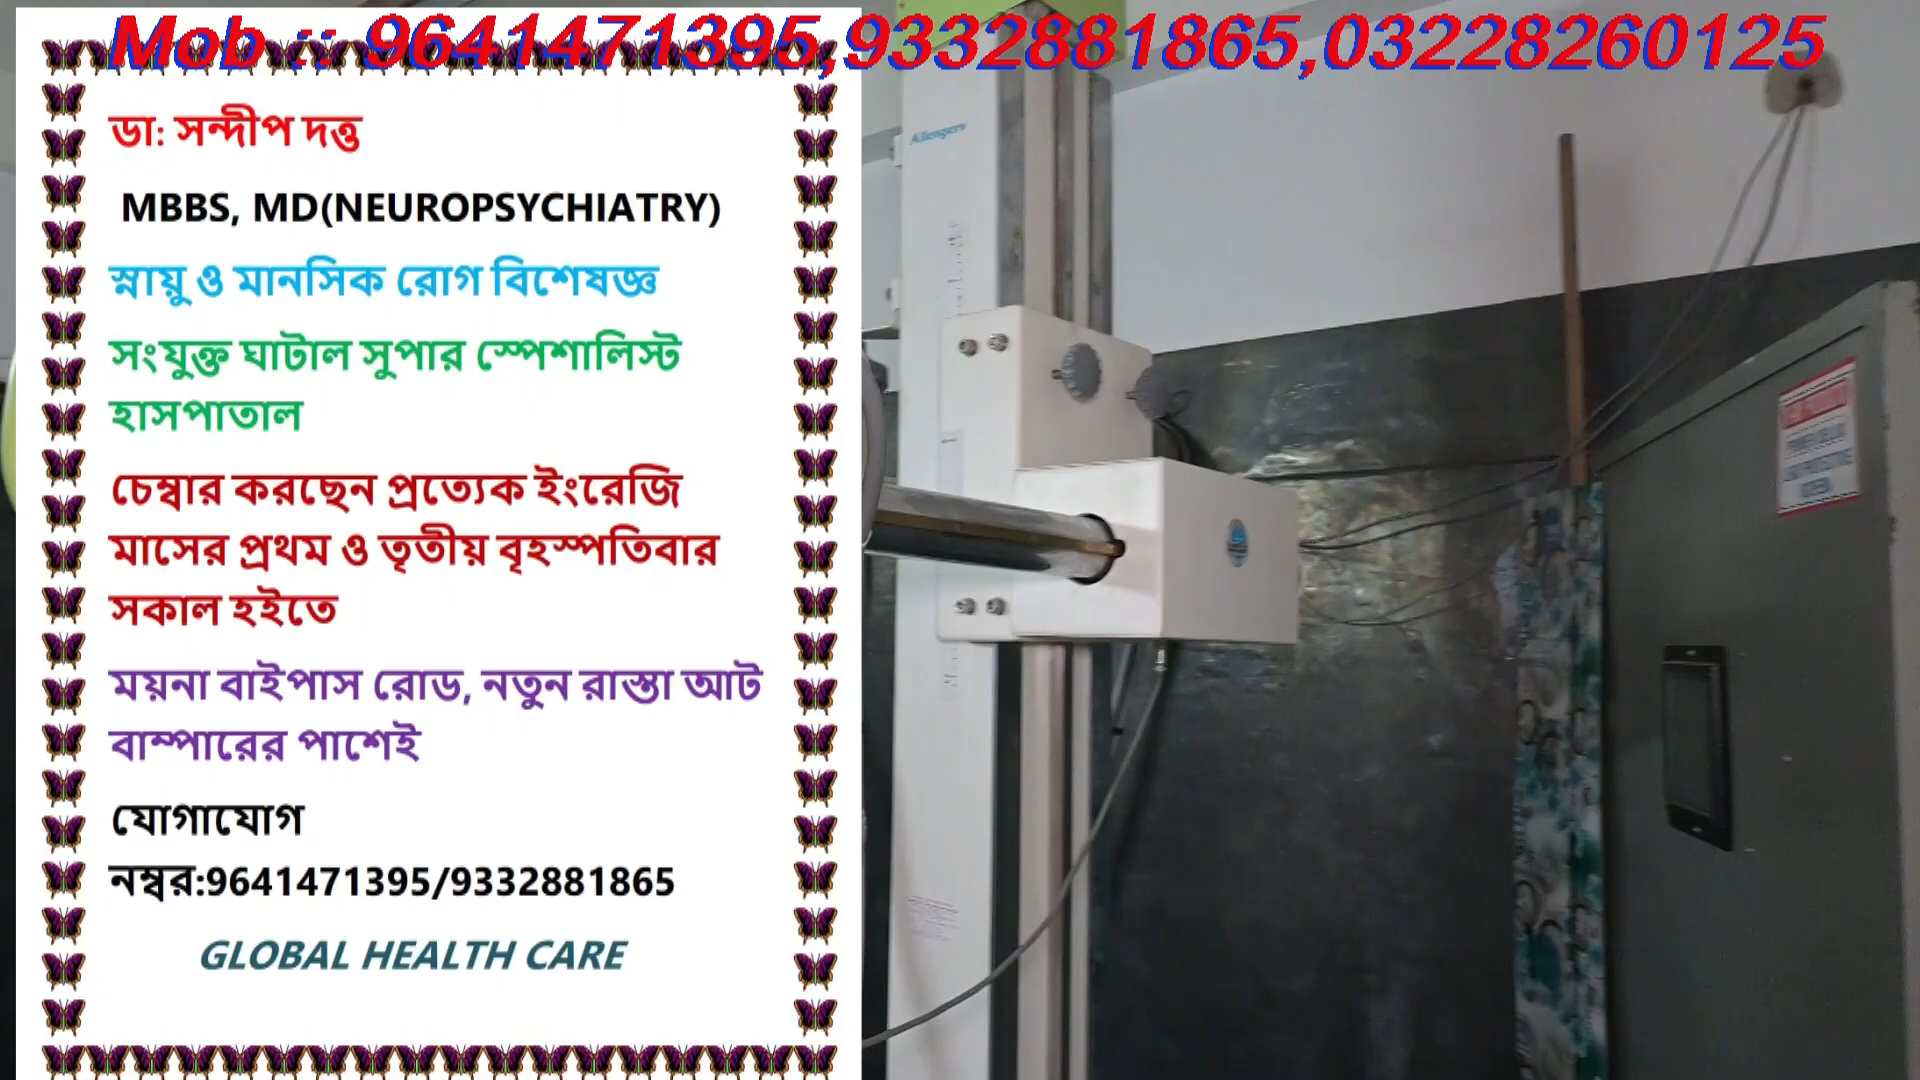 Mob :: 9641471395,9332881865,03228260125
ডা: সন্দীপ দত্ত
MBBS, MD(NEUROPSYCHIATRY)
স্নায়ু ও মানসিক রোগ বিশেষজ্ঞ
সংযুক্ত ঘাটাল সুপার স্পেশালিস্ট
হাসপাতাল
চেম্বার করছেন প্রত্যেক ইংরেজি
মাসের প্রথম ও তৃতীয় বৃহস্পতিবার
সকাল হইতে
ময়না বাইপাস রোড, নতুন রাস্তা আট
বাম্পারের পাশেই
যোগাযোগ
নম্বর:9641471395/9332881865
GLOBAL HEALTH CARE
Allengers